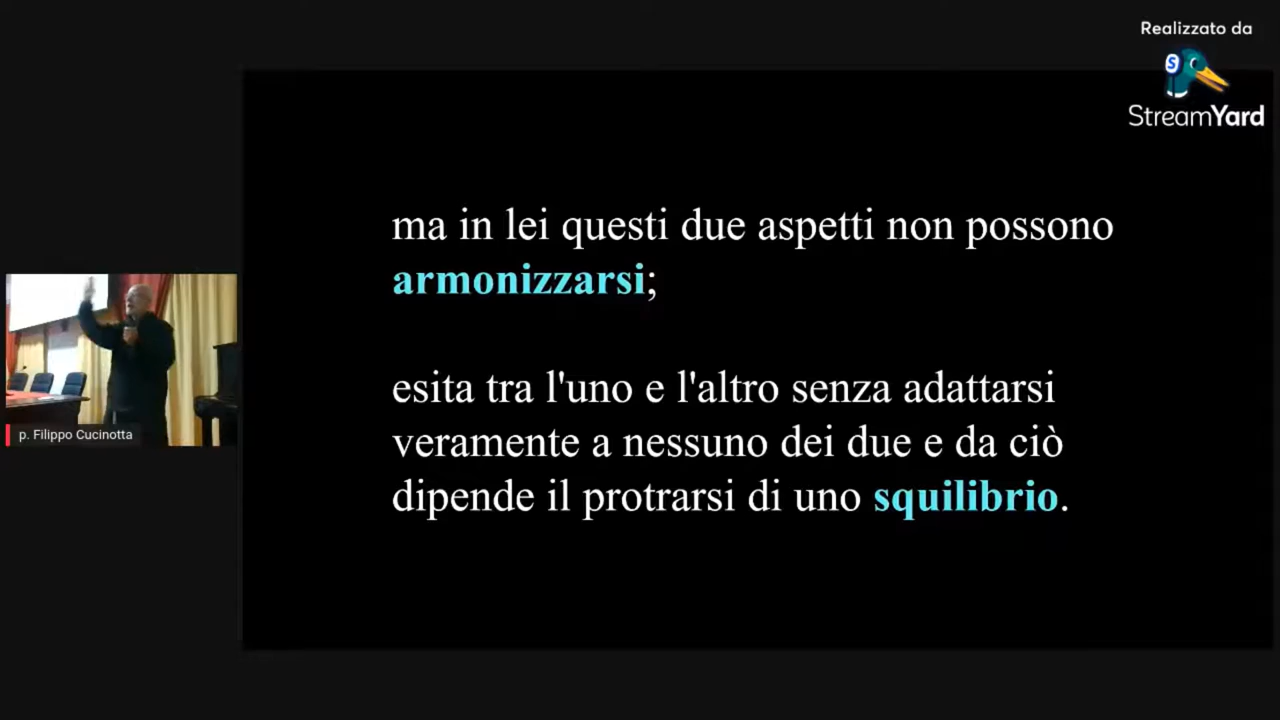 Realizzato da
StreamYard
ma in lei questi due aspetti non possono
armonizzarsi;
esita tra l'uno e l'altro senza adattarsi
veramente a nessuno dei due e da ciò
dipende il protrarsi di uno squilibrio.
p. Filippo Cucinotta